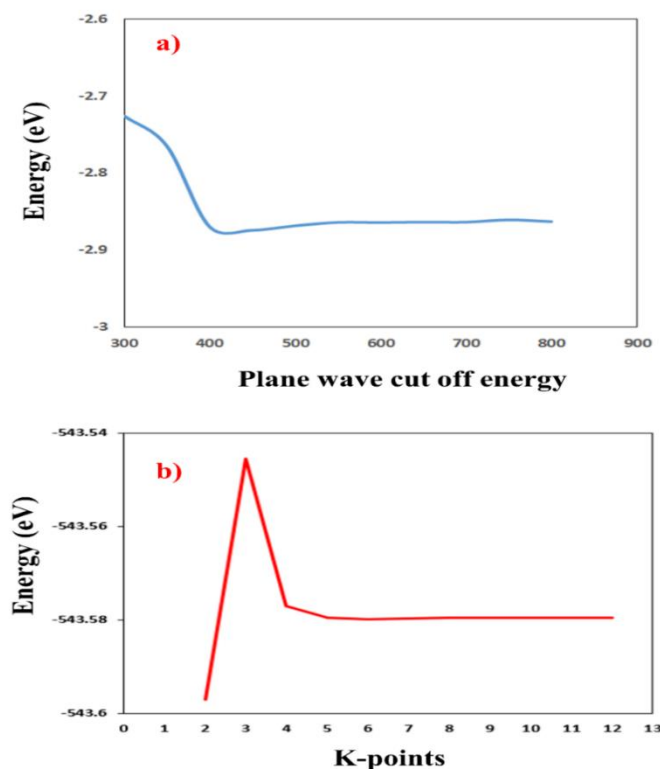 -2.6
a)
-2.7
-2.8
-2.9
-3
Energy (eV)
300 400 500 600 700 800 900
Plane wave cut off energy
-543.54
b)
-543.56
-543.58
-543.6
Energy (eV)
0 1 2 3 4 5 6 7 8 9 10 11 12 13
K-points